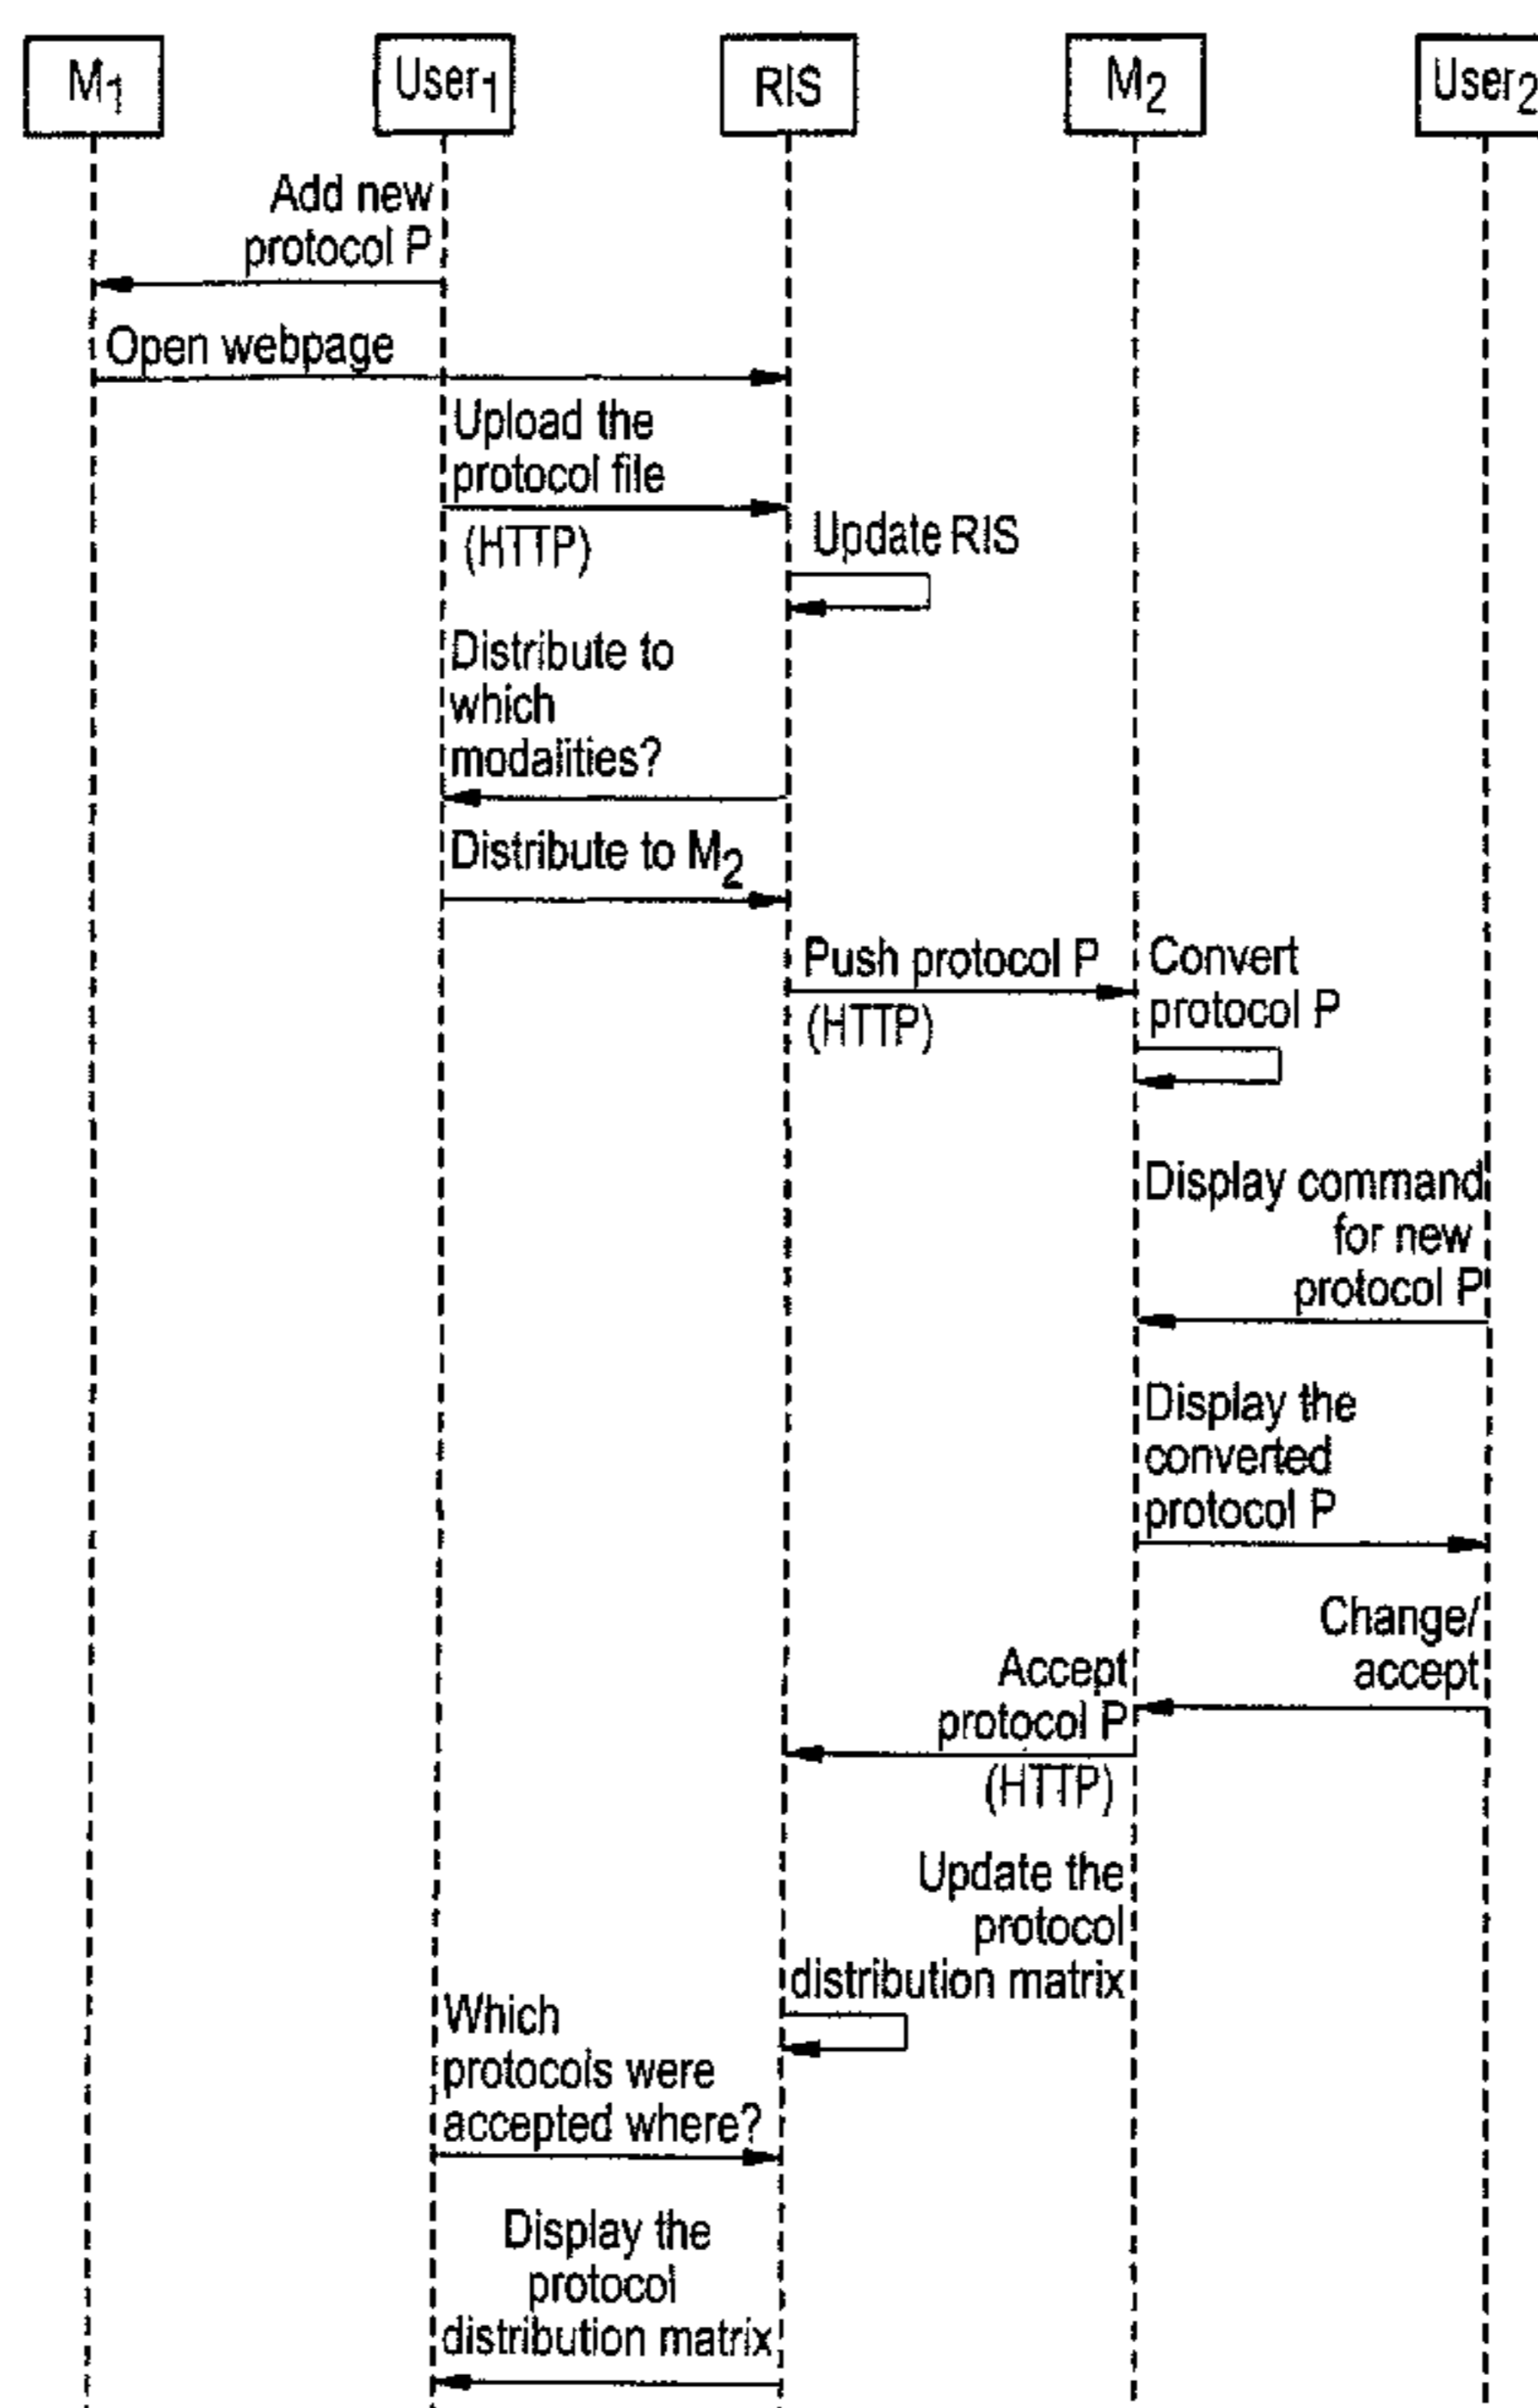 M1
User1
RIS
M2
User2
Add new
protocol P
Open webpage
Upload the
protocol file
(HTTP)
Update RIS
Distribute to
which
modalities?
Distribute to M2
Push protocol P
(HTTP)
Convert
protocol P
Display command
for new
protocol P
Display the
converted
protocol P
Change/
accept
Accept
protocol P
(HTTP)
Update the
protocol
distribution matrix
Which
protocols were
accepted where?
Display the
protocol
distribution matrix